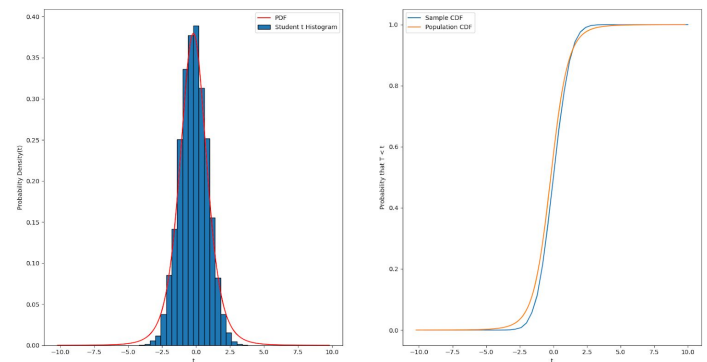 0.40
0.35
0.30
0.25
0.20
0.15
0.10
0.05
0.00
Probability Density(t)
PDF
Student t Histogram
-10.0 -7.5 -5.0 -2.5 0.0 2.5 5.0 7.5 10.0
t
1.0
0.8
0.6
0.4
0.2
0.0
Probability that T < t
Sample CDF
Population CDF
-10.0 -7.5 -5.0 -2.5 0.0 2.5 5.0 7.5 10.0
t